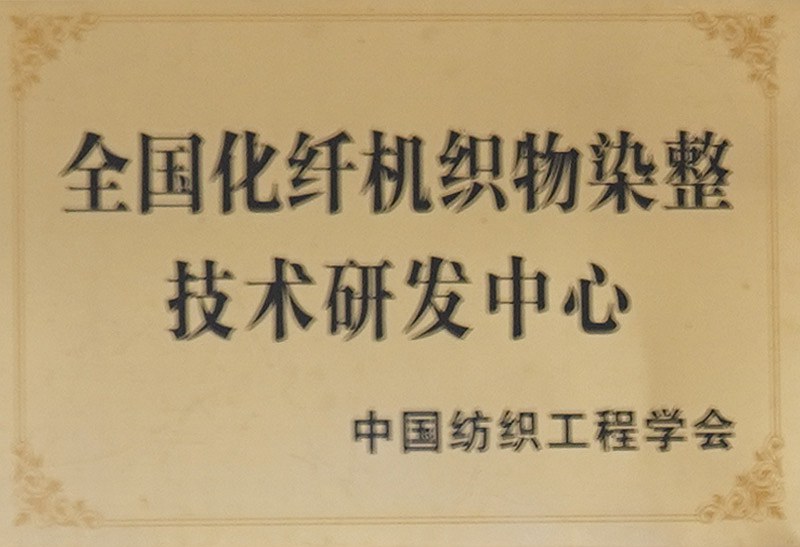 全国化纤机织物染整
技术研发中心
中国纺织工程学会